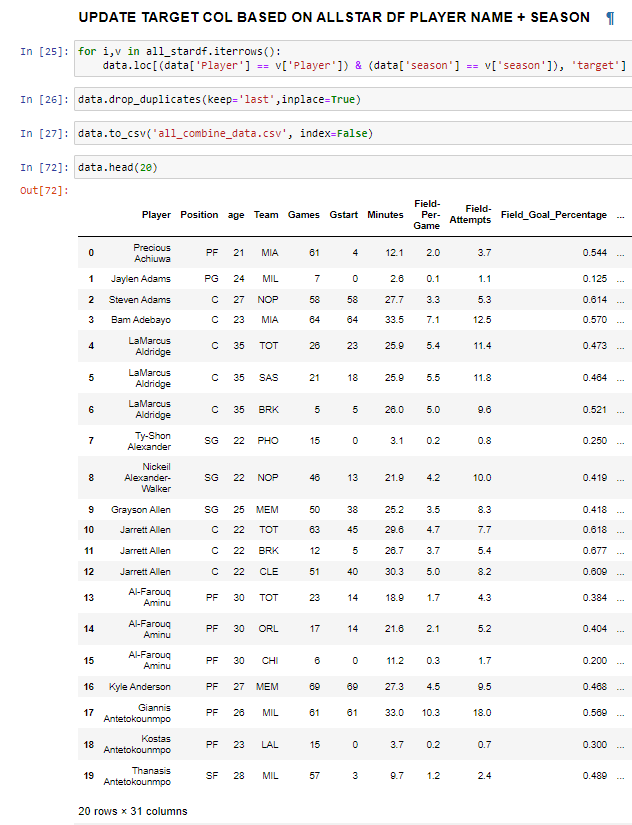 UPDATE TARGET COL BASED ON ALLSTAR DF PLAYER NAME + SEASON ¶
In [25]: for i,v in all_stardf.iterrows():
data.loc[(data['Player'] == v['Player']) & (data['season'] == v['season']), 'target']
In [26]: data.drop_duplicates(keep='last',inplace=True)
In [27]: data.to_csv('all_combine_data.csv', index=False)
In [72]: data.head(20)
Out[72]:
Player Position age Team Games Gstart Minutes Field-Per-Game Field-Attempts Field_Goal_Percentage ...
0 Precious Achiuwa PF 21 MIA 61 4 12.1 2.0 3.7 0.544 ...
1 Jaylen Adams PG 24 MIL 7 0 2.6 0.1 1.1 0.125 ...
2 Steven Adams C 27 NOP 58 58 27.7 3.3 5.3 0.614 ...
3 Bam Adebayo C 23 MIA 64 64 33.5 7.1 12.5 0.570 ...
4 LaMarcus Aldridge C 35 TOT 26 23 25.9 5.4 11.4 0.473 ...
5 LaMarcus Aldridge C 35 SAS 21 18 25.9 5.5 11.8 0.464 ...
6 LaMarcus Aldridge C 35 BRK 5 5 26.0 5.0 9.6 0.521 ...
7 Ty-Shon Alexander SG 22 PHO 15 0 3.1 0.2 0.8 0.250 ...
8 Nickeil Alexander-Walker SG 22 NOP 46 13 21.9 4.2 10.0 0.419 ...
9 Grayson Allen SG 25 MEM 50 38 25.2 3.5 8.3 0.418 ...
10 Jarrett Allen C 22 TOT 63 45 29.6 4.7 7.7 0.618 ...
11 Jarrett Allen C 22 BRK 12 5 26.7 3.7 5.4 0.677 ...
12 Jarrett Allen C 22 CLE 51 40 30.3 5.0 8.2 0.609 ...
13 Al-Farouq Aminu PF 30 TOT 23 14 18.9 1.7 4.3 0.384 ...
14 Al-Farouq Aminu PF 30 ORL 17 14 21.6 2.1 5.2 0.404 ...
15 Al-Farouq Aminu PF 30 CHI 6 0 11.2 0.3 1.7 0.200 ...
16 Kyle Anderson PF 27 MEM 69 69 27.3 4.5 9.5 0.468 ...
17 Giannis Antetokounmpo PF 26 MIL 61 61 33.0 10.3 18.0 0.569 ...
18 Kostas Antetokounmpo PF 23 LAL 15 0 3.7 0.2 0.7 0.300 ...
19 Thanasis Antetokounmpo SF 28 MIL 57 3 9.7 1.2 2.4 0.489 ...
20 rows × 31 columns